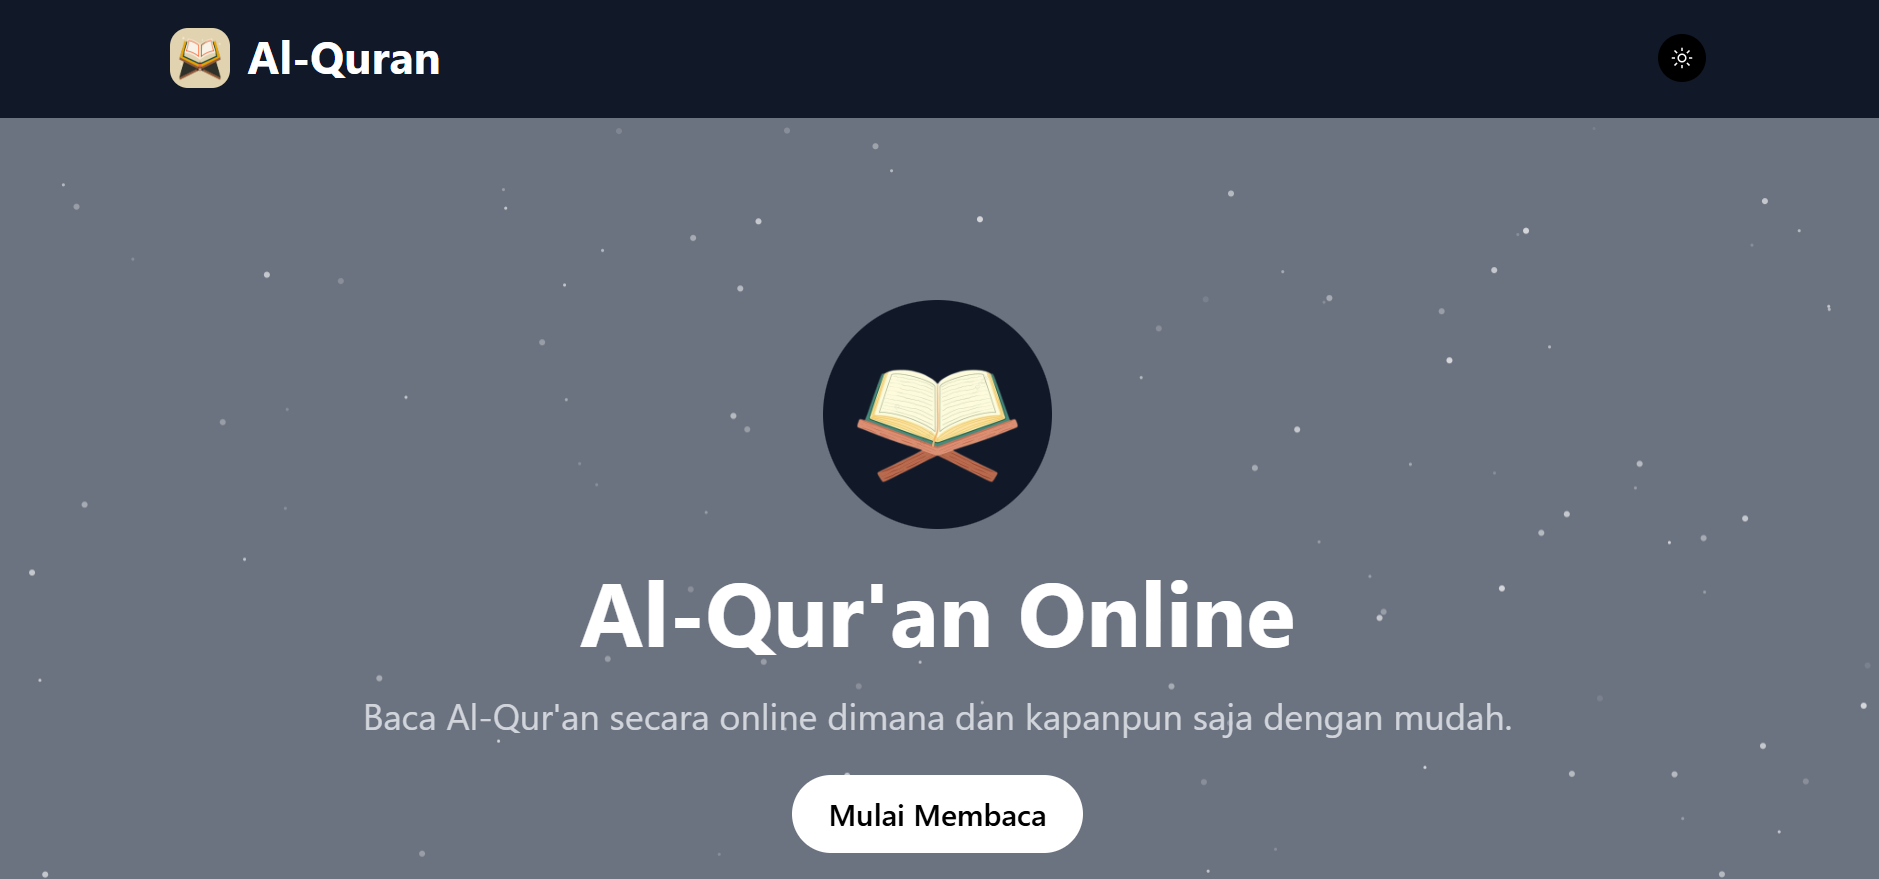 Al-Quran
Al-Qur'an Online
Baca Al-Qur'an secara online dimana dan kapanpun saja dengan mudah.
Mulai Membaca